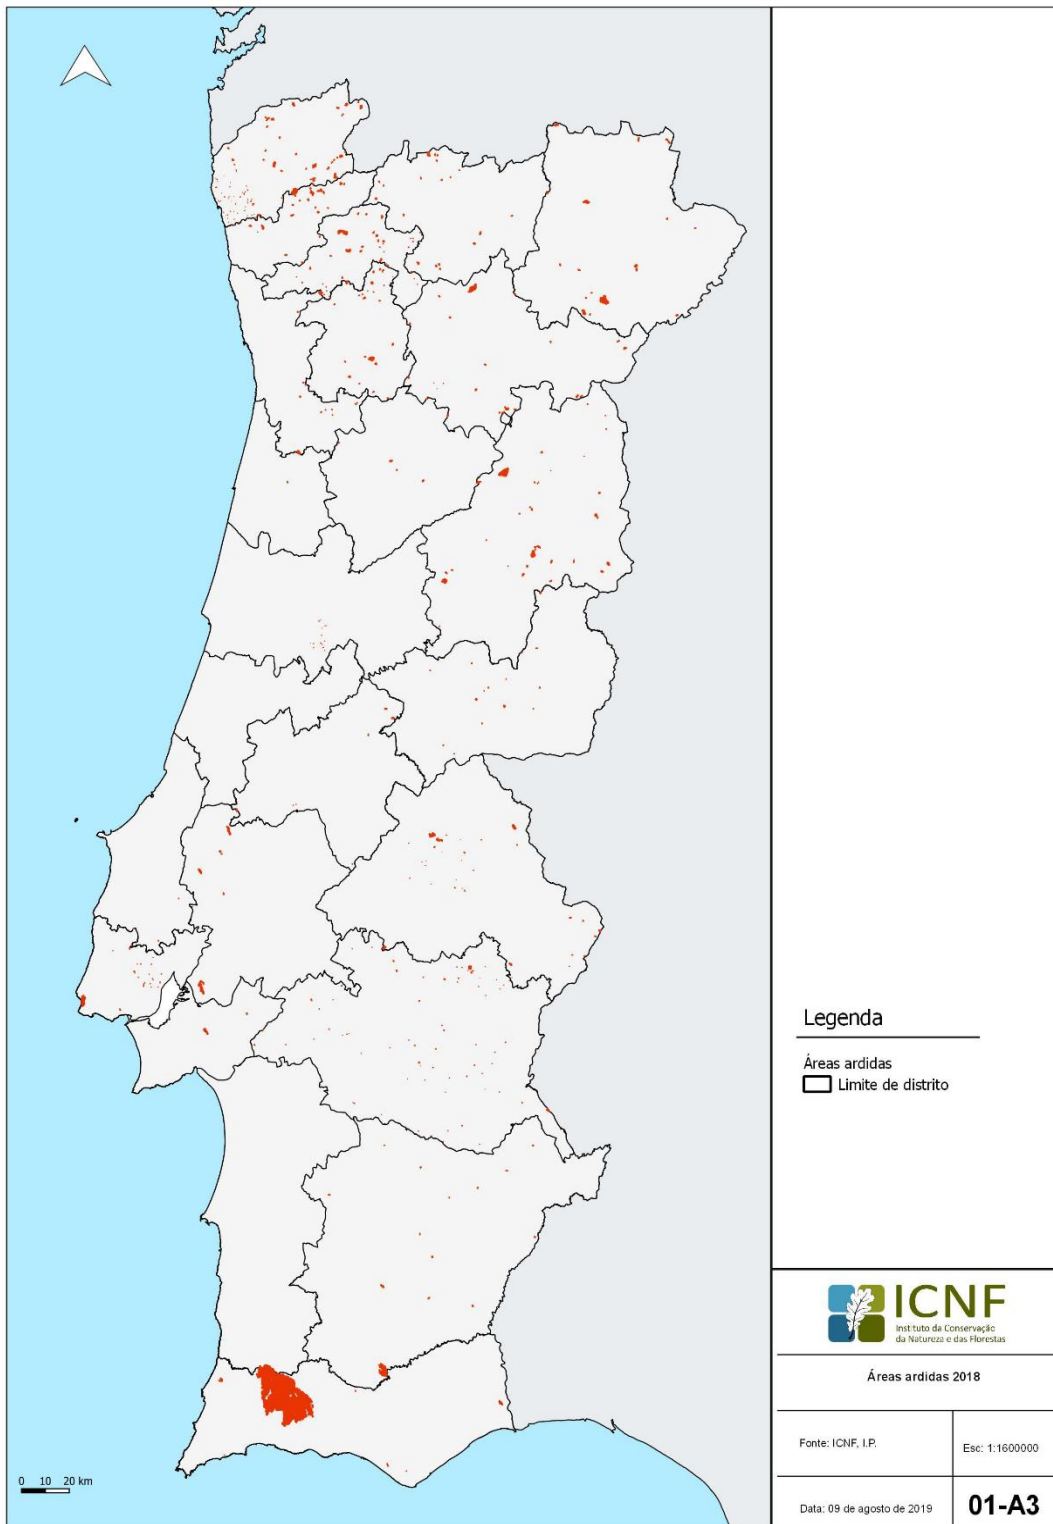 0 10 20 km
Legenda
Áreas ardidas
Limite de distrito
ICNF
Instituto da Conservação
da Natureza e das Florestas
Áreas ardidas 2018
Fonte: ICNF, I.P.
Esc: 1:1600000
Data: 09 de agosto de 2019
01-A3